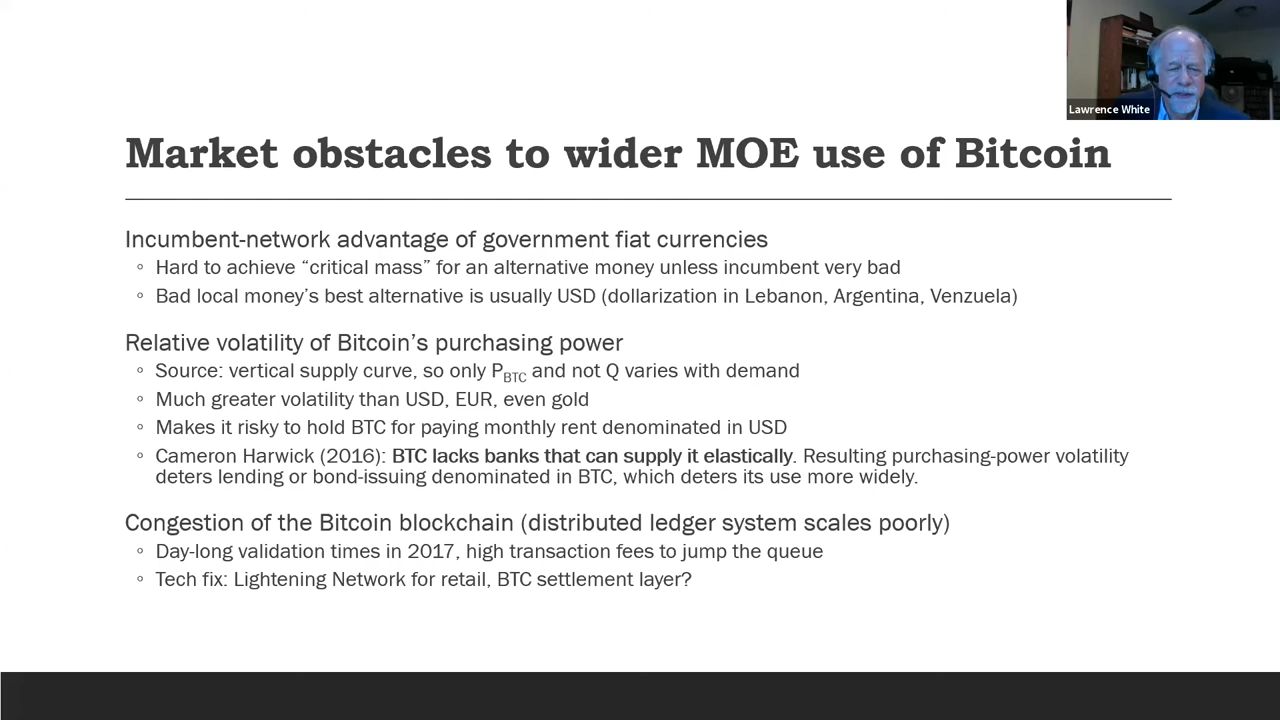 Lawrence White
Market obstacles to wider MOE use of Bitcoin
Incumbent-network advantage of government fiat currencies
◦ Hard to achieve “critical mass” for an alternative money unless incumbent very bad
◦ Bad local money’s best alternative is usually USD (dollarization in Lebanon, Argentina, Venzuela)
Relative volatility of Bitcoin’s purchasing power
◦ Source: vertical supply curve, so only PBTC and not Q varies with demand
◦ Much greater volatility than USD, EUR, even gold
◦ Makes it risky to hold BTC for paying monthly rent denominated in USD
◦ Cameron Harwick (2016): BTC lacks banks that can supply it elastically. Resulting purchasing-power volatility
deters lending or bond-issuing denominated in BTC, which deters its use more widely.
Congestion of the Bitcoin blockchain (distributed ledger system scales poorly)
◦ Day-long validation times in 2017, high transaction fees to jump the queue
◦ Tech fix: Lightening Network for retail, BTC settlement layer?